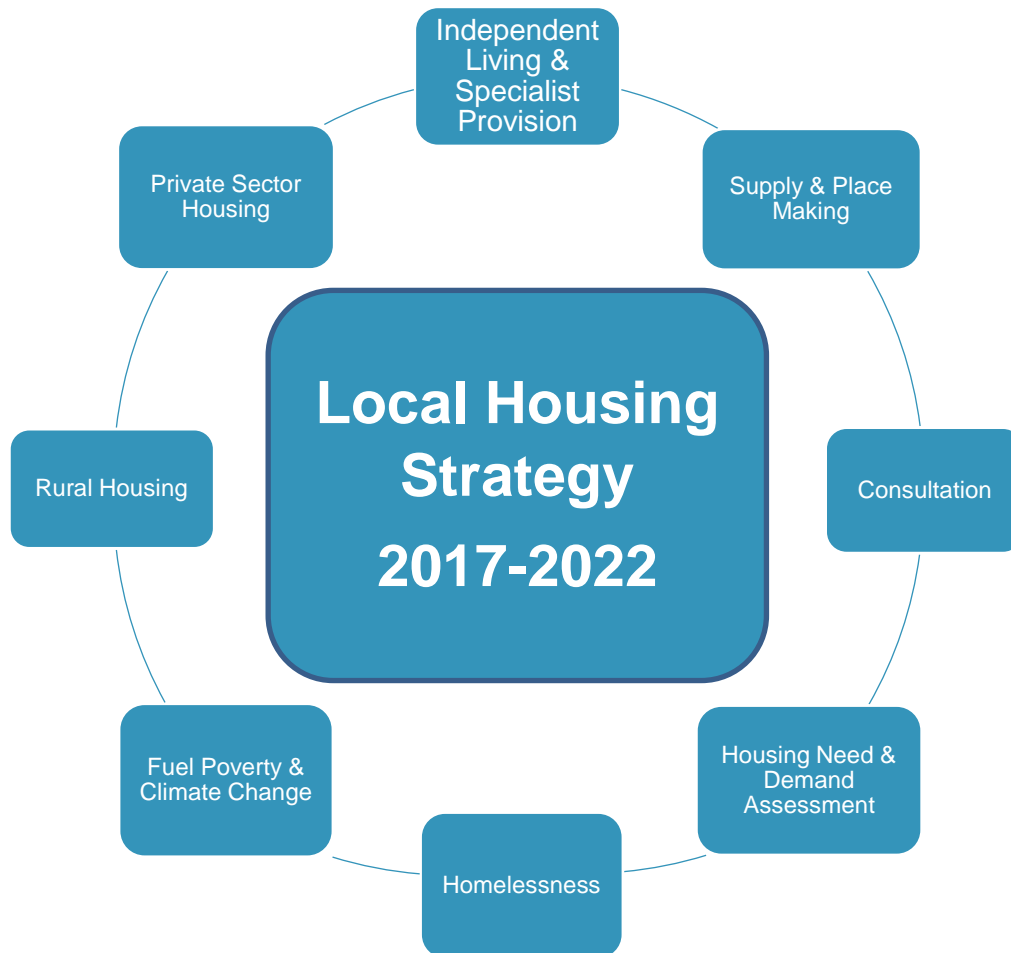 Independent
Living &
Specialist
Provision
Supply & Place
Making
Consultation
Housing Need &
Demand
Assessment
Homelessness
Fuel Poverty &
Climate Change
Rural Housing
Private Sector
Housing
Local Housing
Strategy
2017-2022